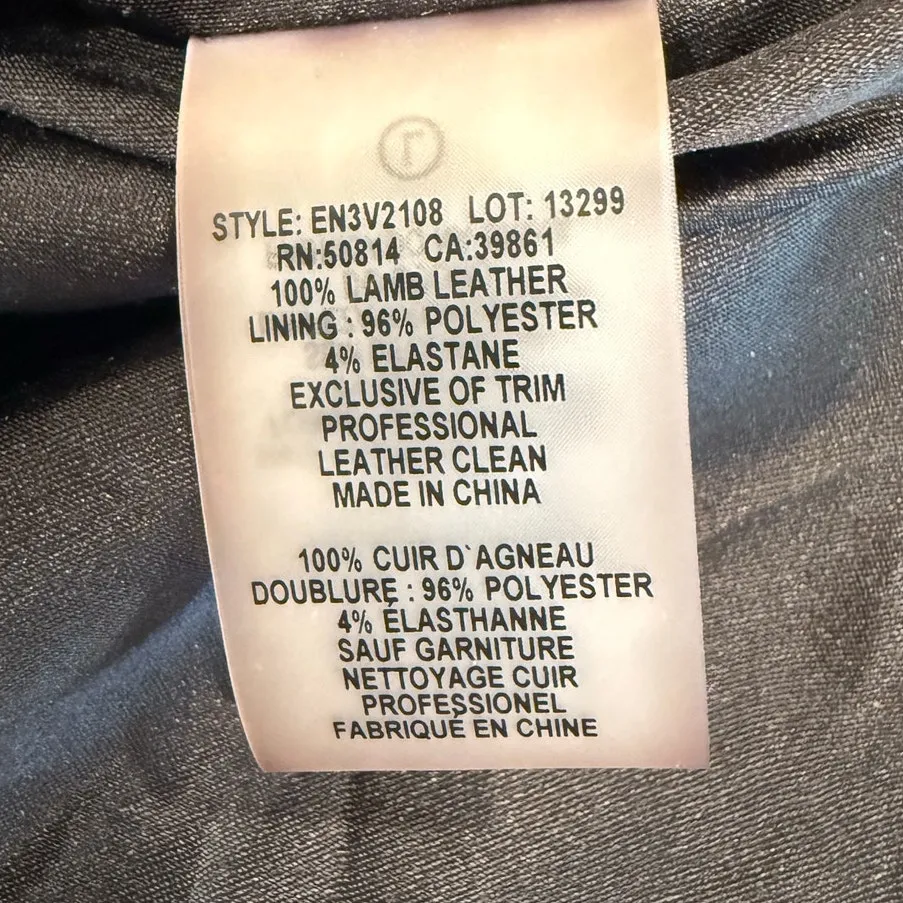 r
STYLE: EN3V2108 LOT: 13299
RN:50814 CA:39861
100% LAMB LEATHER
LINING : 96% POLYESTER
4% ELASTANE
EXCLUSIVE OF TRIM
PROFESSIONAL
LEATHER CLEAN
MADE IN CHINA
100% CUIR D`AGNEAU
DOUBLURE : 96% POLYESTER
4% ÉLASTHANNE
SAUF GARNITURE
NETTOYAGE CUIR
PROFESSIONEL
FABRIQUÉ EN CHINE